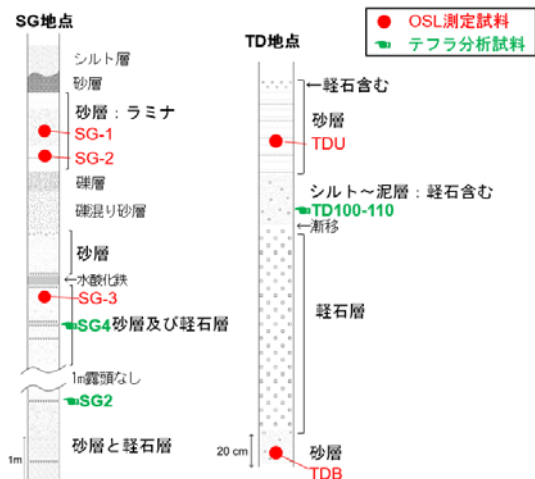 SG地点
シルト層
砂層
砂層：ラミナ
SG-1
SG-2
礫層
礫混り砂層
砂層
←水酸化鉄
SG-3
SG4 砂層及び軽石層
1m露頭なし
SG2
砂層と軽石層
1m
TD地点
←軽石含む
砂層
TDU
シルト～泥層：軽石含む
TD100-110
←漸移
軽石層
20 cm
砂層
TDB
OSL測定試料
テフラ分析試料